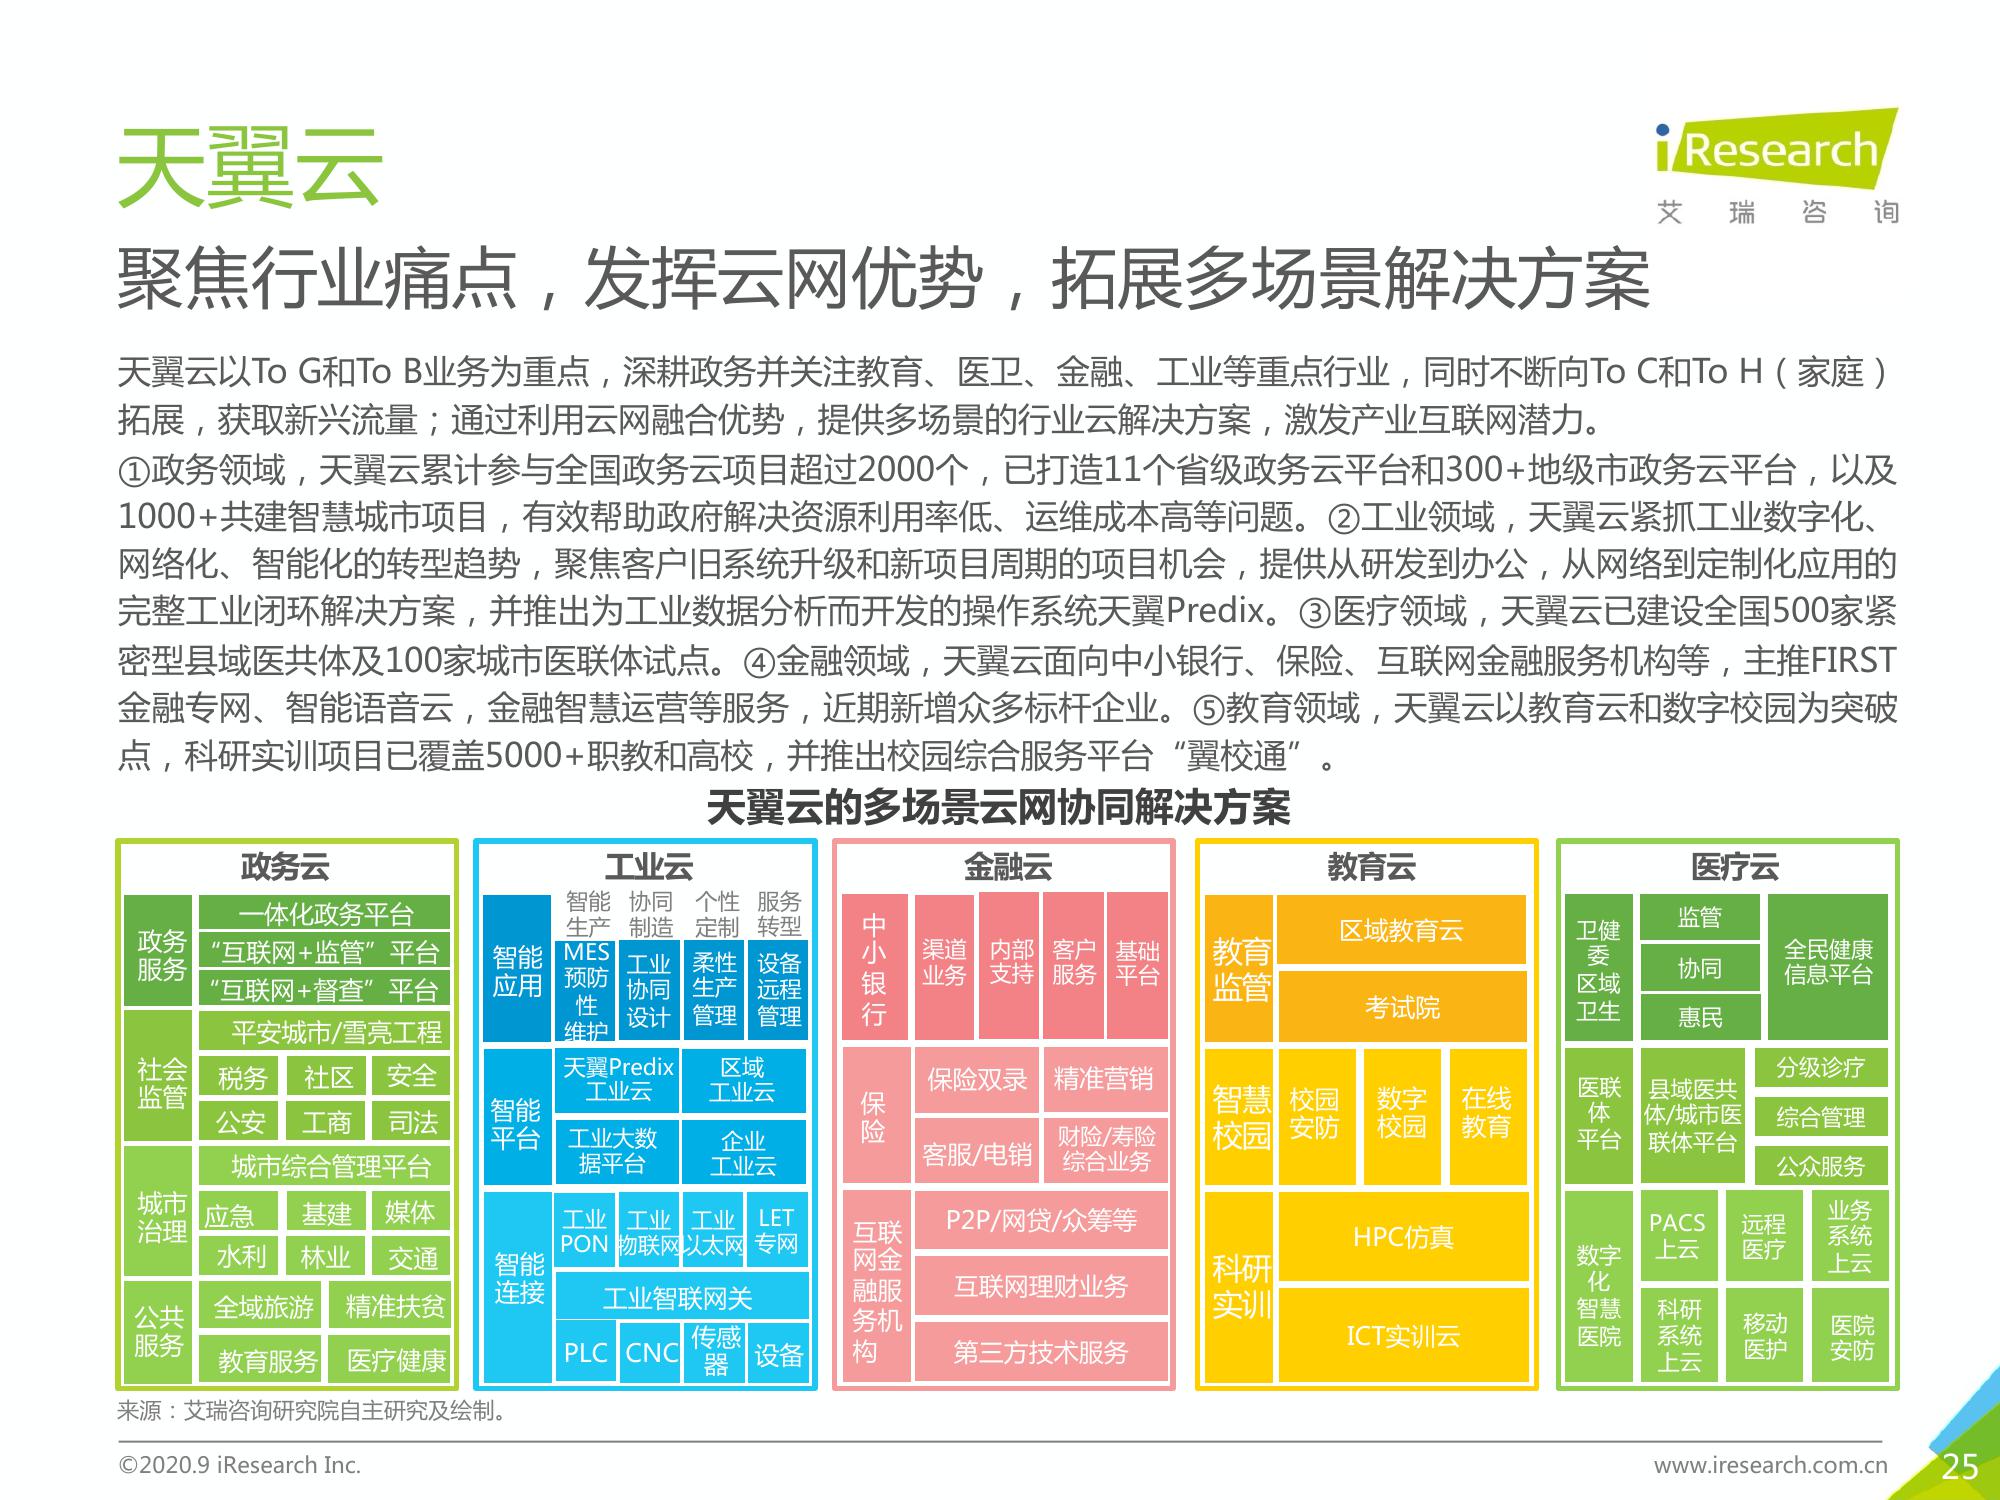 天翼云
iResearch
艾瑞咨询
聚焦行业痛点，发挥云网优势，拓展多场景解决方案
天翼云以To G和To B业务为重点，深耕政务并关注教育、医卫、金融、工业等重点行业，同时不断向To C和To H（家庭）
拓展，获取新兴流量；通过利用云网融合优势，提供多场景的行业云解决方案，激发产业互联网潜力。
①政务领域，天翼云累计参与全国政务云项目超过2000个，已打造11个省级政务云平台和300+地级市政务云平台，以及
1000+共建智慧城市项目，有效帮助政府解决资源利用率低、运维成本高等问题。②工业领域，天翼云紧抓工业数字化、
网络化、智能化的转型趋势，聚焦客户旧系统升级和新项目周期的项目机会，提供从研发到办公，从网络到定制化应用的
完整工业闭环解决方案，并推出为工业数据分析而开发的操作系统天翼Predix。③医疗领域，天翼云已建设全国500家紧
密型县域医共体及100家城市医联体试点。④金融领域，天翼云面向中小银行、保险、互联网金融服务机构等，主推FIRST
金融专网、智能语音云，金融智慧运营等服务，近期新增众多标杆企业。⑤教育领域，天翼云以教育云和数字校园为突破
点，科研实训项目已覆盖5000+职教和高校，并推出校园综合服务平台“翼校通”。
天翼云的多场景云网协同解决方案
政务云
政务
服务
一体化政务平台
“互联网+监管”平台
“互联网+督查”平台
社会
监管
平安城市/雪亮工程
税务
社区
安全
公安
工商
司法
城市
治理
城市综合管理平台
应急
基建
媒体
水利
林业
交通
公共
服务
全域旅游
精准扶贫
教育服务
医疗健康
工业云
智能
生产
协同
制造
个性
定制
服务
转型
智能
应用
MES
预防
性
维护
工业
协同
设计
柔性
生产
管理
设备
远程
管理
智能
平台
天翼Predix
工业云
区域
工业云
工业大数
据平台
企业
工业云
智能
连接
工业
PON
工业
物联网
工业
以太网
LET
专网
工业智联网关
PLC
CNC
传感
器
设备
金融云
中
小
银
行
渠道
业务
内部
支持
客户
服务
基础
平台
保
险
保险双录
精准营销
客服/电销
财险/寿险
综合业务
互联
网金
融服
务机
构
P2P/网贷/众筹等
互联网理财业务
第三方技术服务
教育云
教育
监管
区域教育云
考试院
智慧
校园
校园
安防
数字
校园
在线
教育
科研
实训
HPC仿真
ICT实训云
医疗云
卫健
委
区域
卫生
监管
协同
惠民
全民健康
信息平台
医联
体
平台
县域医共
体/城市医
联体平台
分级诊疗
综合管理
公众服务
数字
化
智慧
医院
PACS
上云
远程
医疗
业务
系统
上云
科研
系统
上云
移动
医护
医院
安防
来源：艾瑞咨询研究院自主研究及绘制。
©2020.9 iResearch Inc.
www.iresearch.com.cn
25